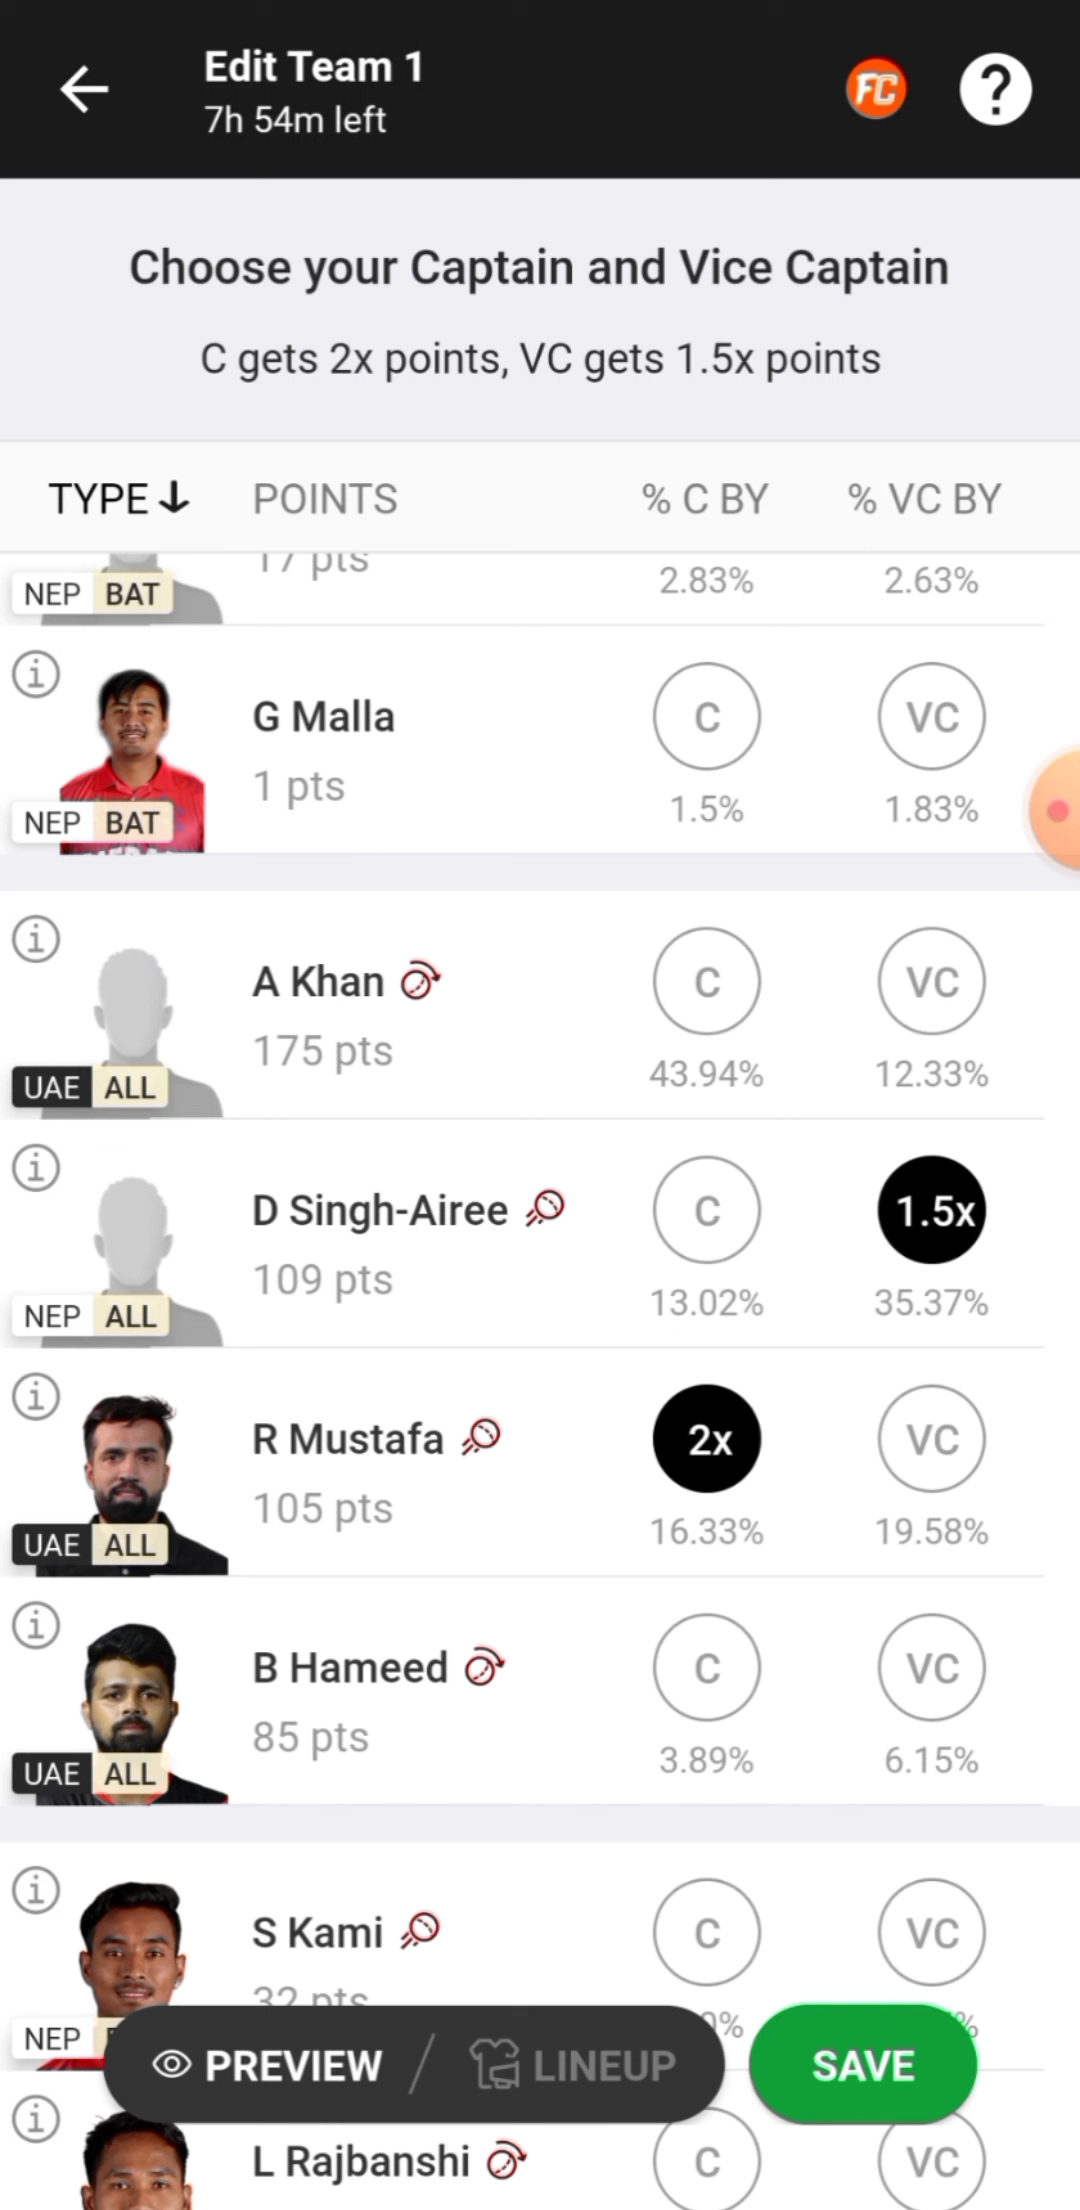 Edit Team 1
7h 54m left
FC
?
Choose your Captain and Vice Captain
C gets 2x points, VC gets 1.5x points
TYPE POINTS % C BY % VC BY
17 pts
2.83% 2.63%
NEP BAT
G Malla C VC
1 pts
1.5% 1.83%
NEP BAT
A Khan C VC
175 pts
43.94% 12.33%
UAE ALL
D Singh-Airee C 1.5x
109 pts
13.02% 35.37%
NEP ALL
R Mustafa 2x VC
105 pts
16.33% 19.58%
UAE ALL
B Hameed C VC
85 pts
3.89% 6.15%
UAE ALL
S Kami C VC
32 pts
NEP
PREVIEW / LINEUP SAVE
L Rajbanshi C VC